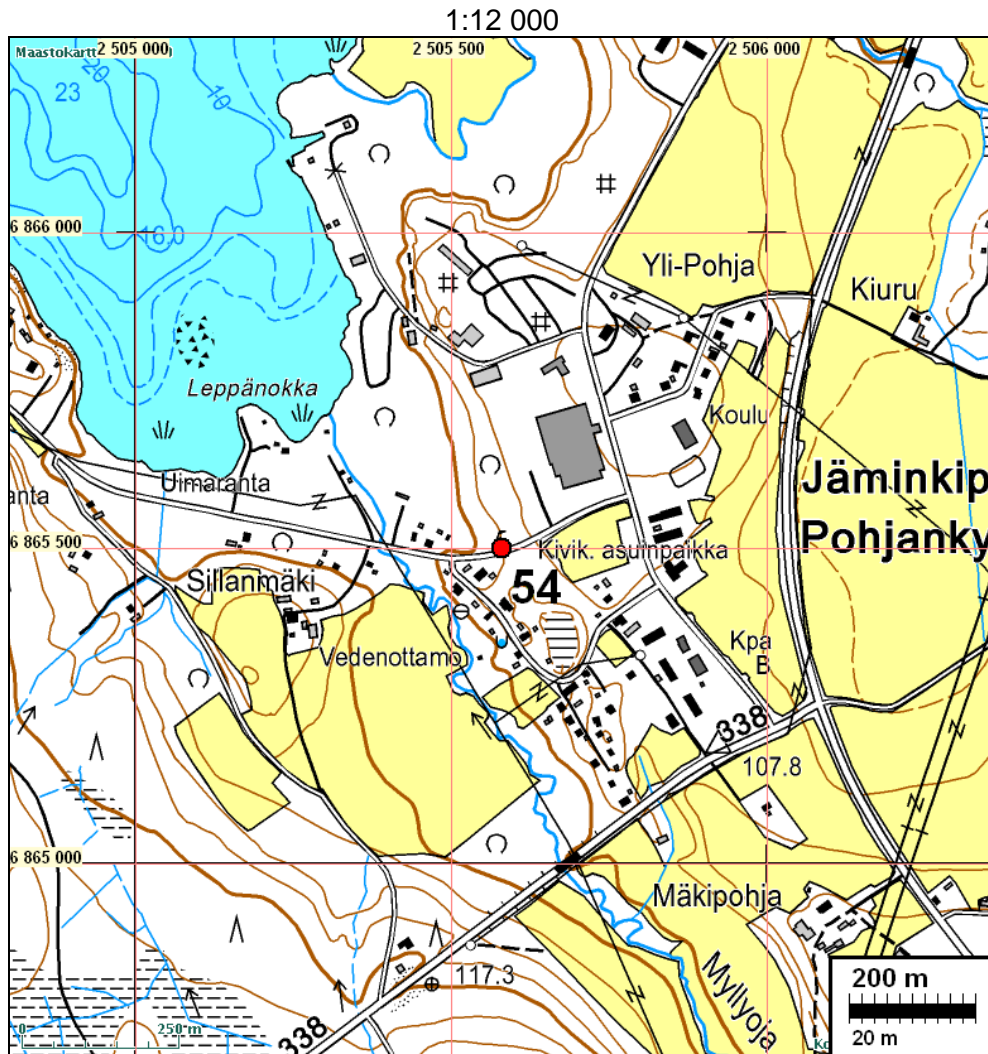 1:12 000
Maastokartt
2 505 000
2 505 500
2 506 000
20
10
23
6 866 000
16,0
Yli-Pohja
Kiuru
Leppänokka
Koulu
Uimaranta
anta
Jäminkip
Pohjanky
6 865 500
Kivik. asuinpaikka
Sillanmäki
54
Vedenottamo
Kpa
B
338
107.8
6 865 000
Mäkipohja
117.3
Myllyoja
338
0
250 m
200 m
20 m